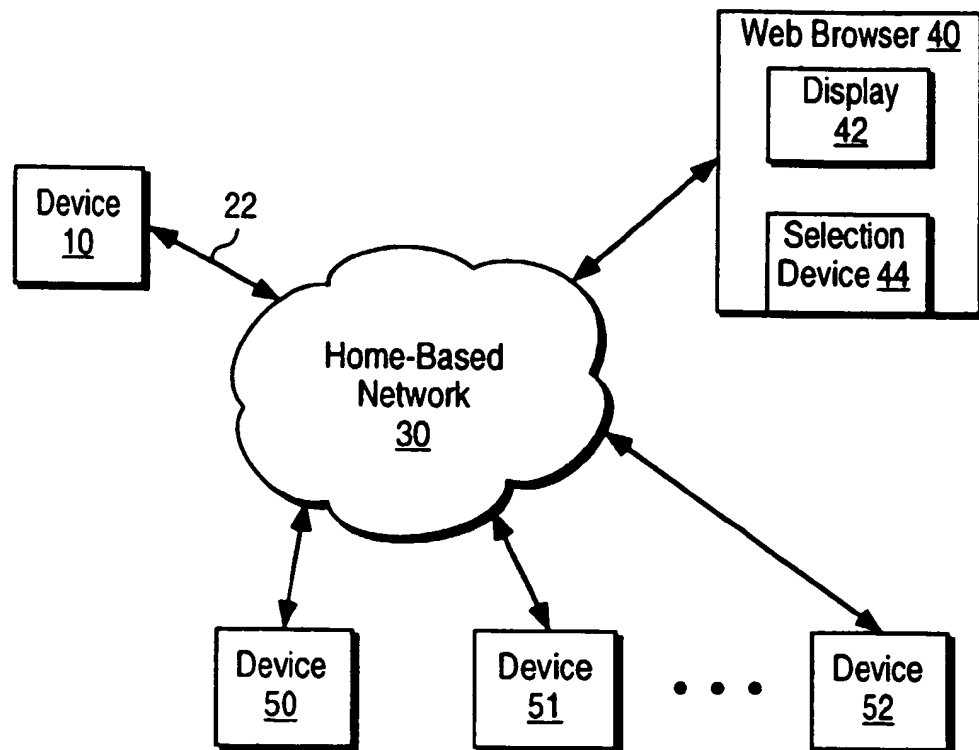 Web Browser 40
Display
42
Selection
Device 44
Device
10
22
Home-Based
Network
30
Device
50
Device
51
Device
52